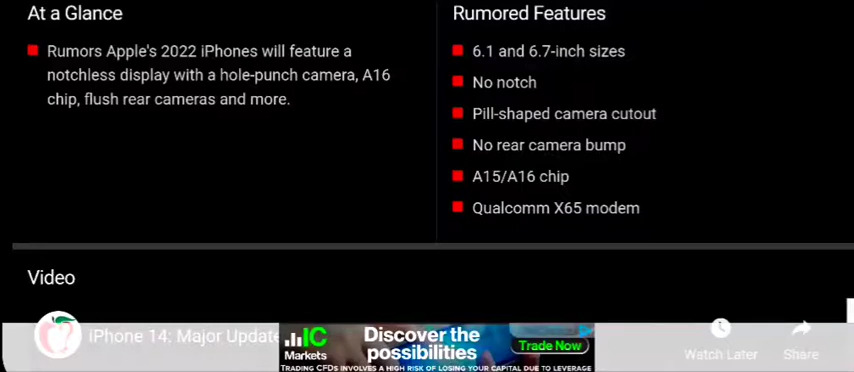 At a Glance
Rumors Apple's 2022 iPhones will feature a
notchless display with a hole-punch camera, A16
chip, flush rear cameras and more.
Rumored Features
6.1 and 6.7-inch sizes
No notch
Pill-shaped camera cutout
No rear camera bump
A15/A16 chip
Qualcomm X65 modem
Video
iPhone 14: Major Update
IC
Markets
Discover the
possibilities
Trade Now
TRADING CFDS INVOLVES A HIGH RISK OF LOSING YOUR CAPITAL DUE TO LEVERAGE
Watch Later
Share